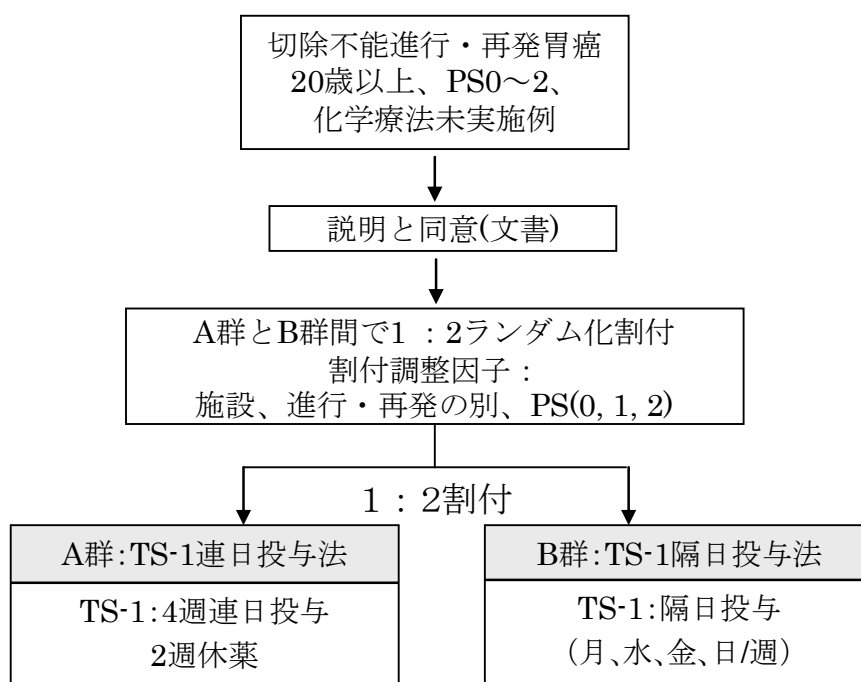 切除不能進行・再発胃癌
20歳以上、PS0～2、
化学療法未実施例
説明と同意(文書)
A群とB群間で1：2ランダム化割付
割付調整因子：
施設、進行・再発の別、PS(0, 1, 2)
１：２割付
A群:TS-1連日投与法
TS-1:4週連日投与
2週休薬
B群:TS-1隔日投与法
TS-1:隔日投与
（月、水、金、日/週）